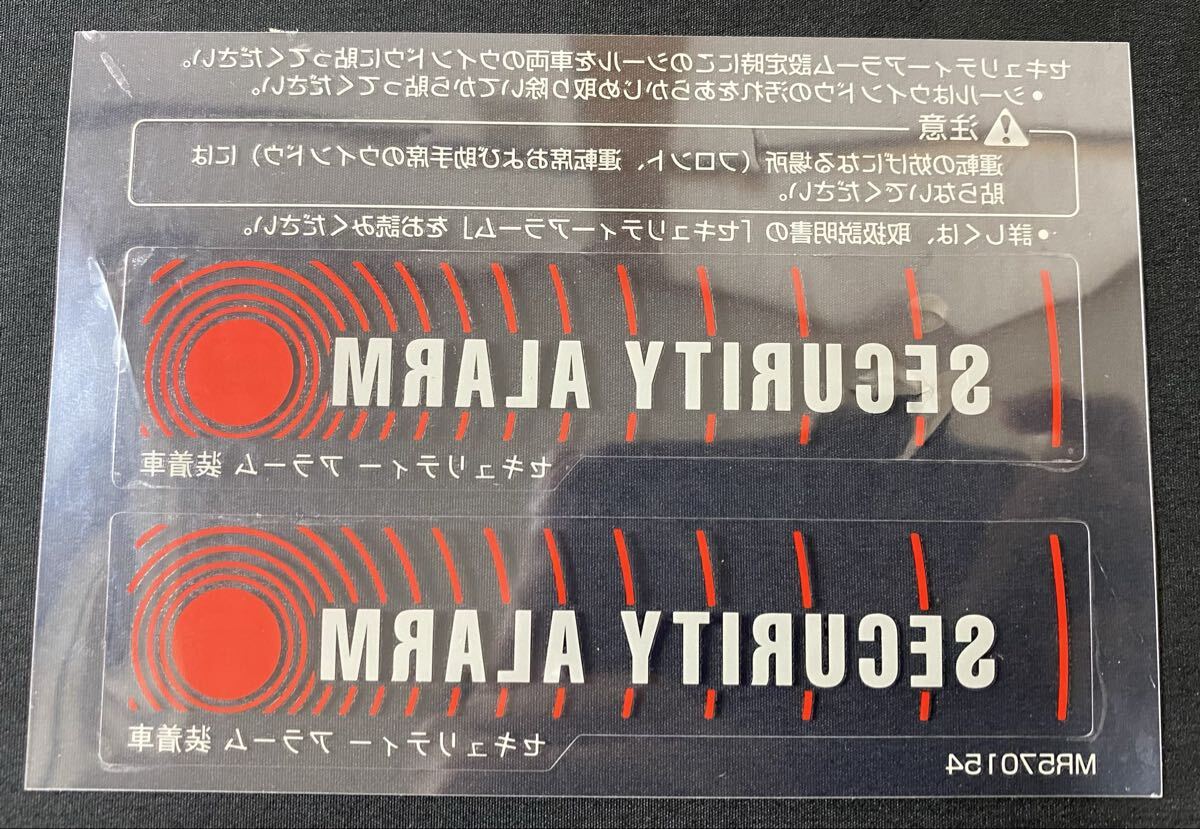 セキュリティーアラーム設定時にこのシールを車両のウインドウに貼ってください。
•シールはウインドウの汚れをあらかじめ取り除いてから貼ってください。
注意
運転の妨げになる場所（フロント、運転席および助手席のウインドウ）には
貼らないでください。
•詳しくは、取扱説明書の「セキュリティーアラーム」をお読みください。
SECURITY ALARM
セキュリティー アラーム 装着車
SECURITY ALARM
セキュリティー アラーム 装着車
MR570154